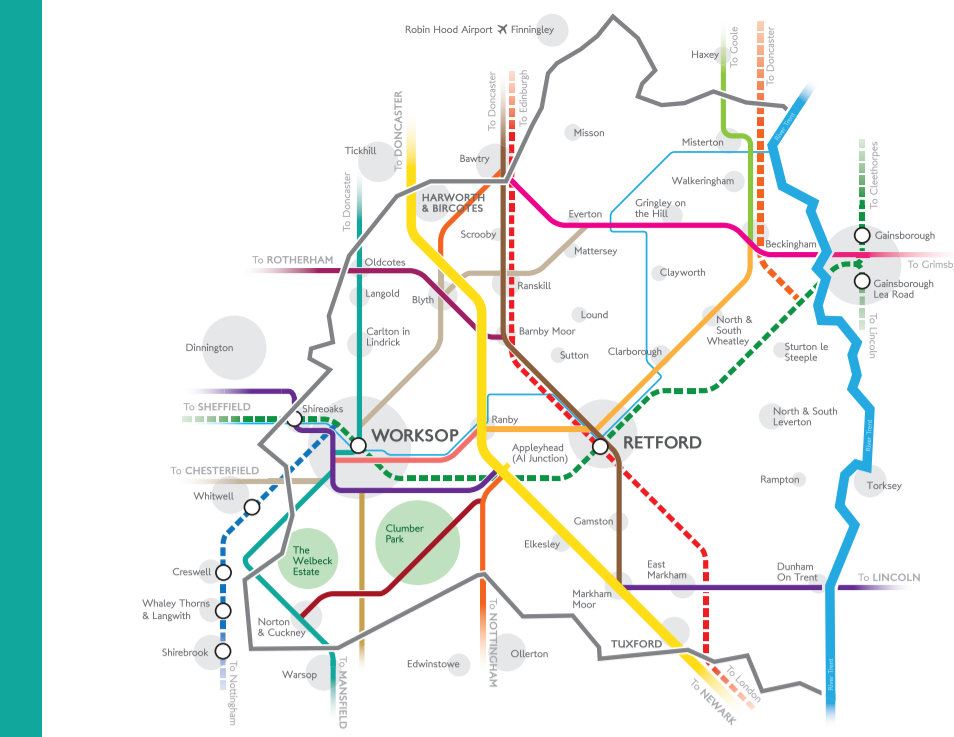 Robin Hood Airport ✈ Finningley
Haxey
To Goole
To Doncaster
To Doncaster
To Edinburgh
To DONCASTER
River Trent
Misson
Misterton
Tickhill
Bawtry
To Cleethorpes
Walkeringham
To Doncaster
HARWORTH
& BIRCOTES
Everton
Gringley on
the Hill
Scrooby
Beckingham
Gainsborough
Mattersey
To ROTHERHAM
Oldcotes
To Grimsby
Clayworth
Langold
Blyth
Ranskill
Gainsborough
Lea Road
Lound
North &
South
Wheatley
To Lincoln
Carlton in
Lindrick
Barnby Moor
Dinnington
Sutton
Clarborough
Sturton le
Steeple
To SHEFFIELD
Shireoaks
Ranby
North & South
Leverton
WORKSOP
RETFORD
River Trent
Appleyhead
(A1 Junction)
To CHESTERFIELD
Rampton
Torksey
Whitwell
Gamston
Clumber
Park
Elkesley
The
Welbeck
Estate
East
Markham
Dunham
On Trent
To LINCOLN
Creswell
Markham
Moor
Whaley Thorns
& Langwith
Norton
& Cuckney
To NOTTINGHAM
TUXFORD
Shirebrook
Ollerton
Edwinstowe
Warsop
To Nottingham
To MANSFIELD
To London
To NEWARK
River Trent